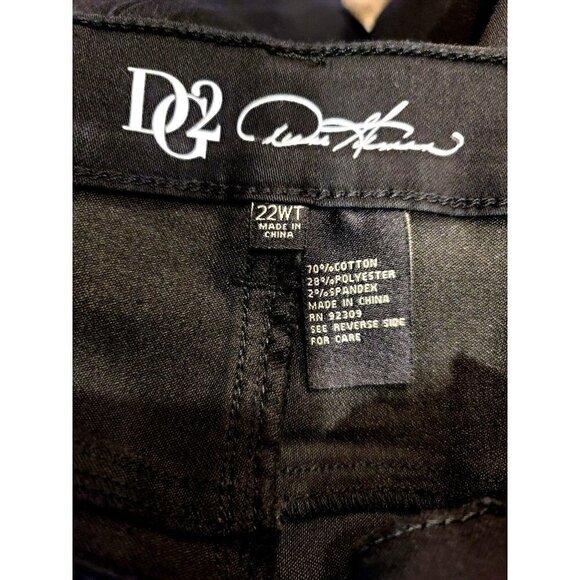 DG2
22WT
MADE IN
CHINA
70%COTTON
28%POLYESTER
2%SPANDEX
MADE IN CHINA
RN 92309
SEE REVERSE SIDE
FOR CARE